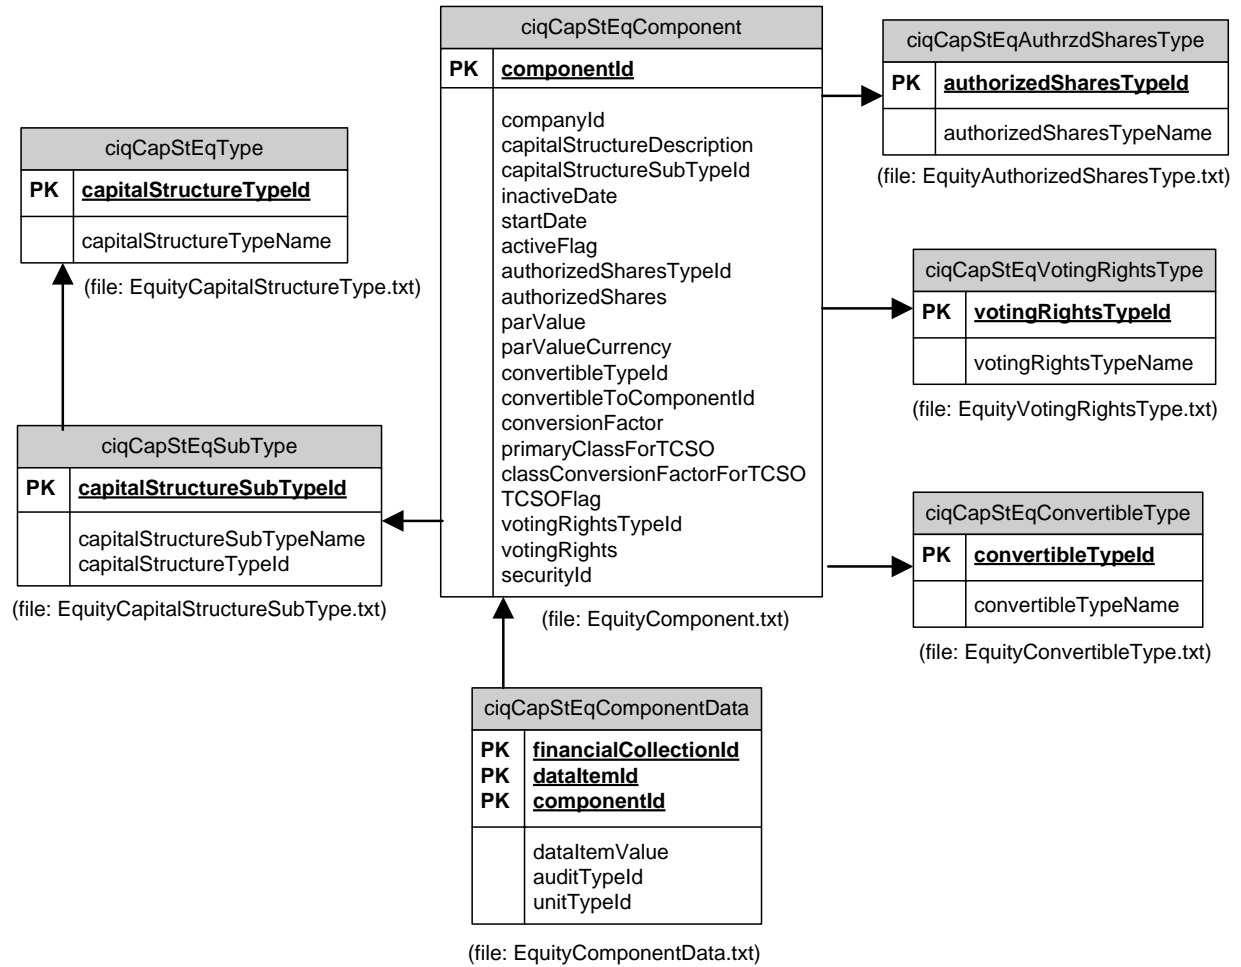 ciqCapStEqComponent
PK componentId
companyId
capitalStructureDescription
capitalStructureSubTypeId
inactiveDate
startDate
activeFlag
authorizedSharesTypeId
authorizedShares
parValue
parValueCurrency
convertibleTypeId
convertibleToComponentId
conversionFactor
primaryClassForTCSO
classConversionFactorForTCSO
TCSOFlag
votingRightsTypeId
votingRights
securityId
(file: EquityComponent.txt)
ciqCapStEqAuthrzdSharesType
PK authorizedSharesTypeId
authorizedSharesTypeName
(file: EquityAuthorizedSharesType.txt)
ciqCapStEqType
PK capitalStructureTypeId
capitalStructureTypeName
(file: EquityCapitalStructureType.txt)
ciqCapStEqVotingRightsType
PK votingRightsTypeId
votingRightsTypeName
(file: EquityVotingRightsType.txt)
ciqCapStEqSubType
PK capitalStructureSubTypeId
capitalStructureSubTypeName
capitalStructureTypeId
(file: EquityCapitalStructureSubType.txt)
ciqCapStEqConvertibleType
PK convertibleTypeId
convertibleTypeName
(file: EquityConvertibleType.txt)
ciqCapStEqComponentData
PK financialCollectionId
PK dataItemId
PK componentId
dataItemValue
auditTypeId
unitTypeId
(file: EquityComponentData.txt)